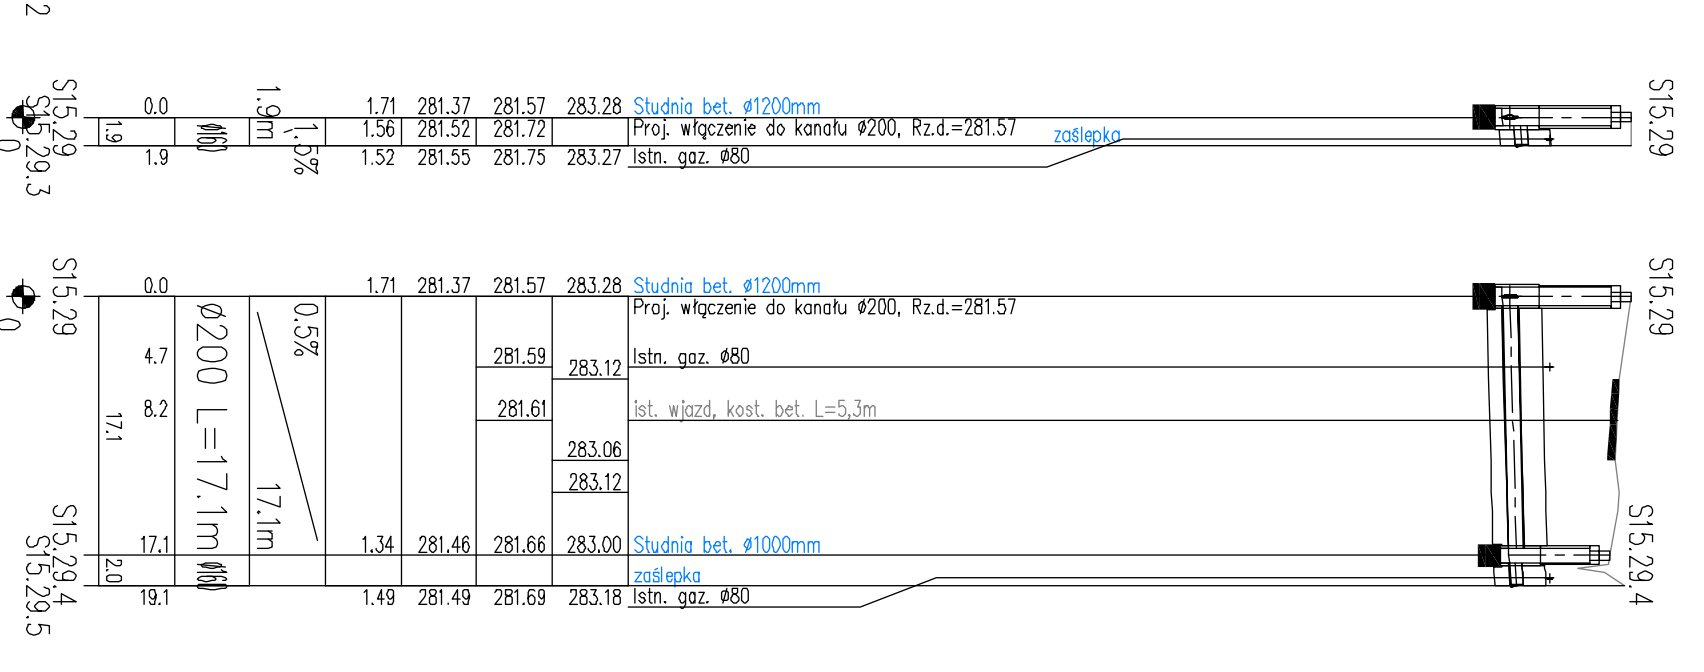 2
S15.29
S15.29.3
0
0.0 1.71 281.37 281.57 283.28 Studnia bet. ø1200mm
1.9 ø160 1.9m 1.5% 1.56 281.52 281.72 Proj. włączenie do kanału ø200, Rz.d.=281.57
zaślepka
1.9 1.52 281.55 281.75 283.27 Istn. gaz. ø80
S15.29
S15.29
0
0.0 1.71 281.37 281.57 283.28 Studnia bet. ø1200mm
Proj. włączenie do kanału ø200, Rz.d.=281.57
0.5%
4.7 281.59 283.12 Istn. gaz. ø80
8.2 281.61 ist. wjazd, kost. bet. L=5,3m
17.1 ø200 L=17.1m 17.1m
283.06
283.12
S15.29.4
S15.29.5
17.1 1.34 281.46 281.66 283.00 Studnia bet. ø1000mm
2.0 ø160 zaślepka
19.1 1.49 281.49 281.69 283.18 Istn. gaz. ø80
S15.29
S15.29.4